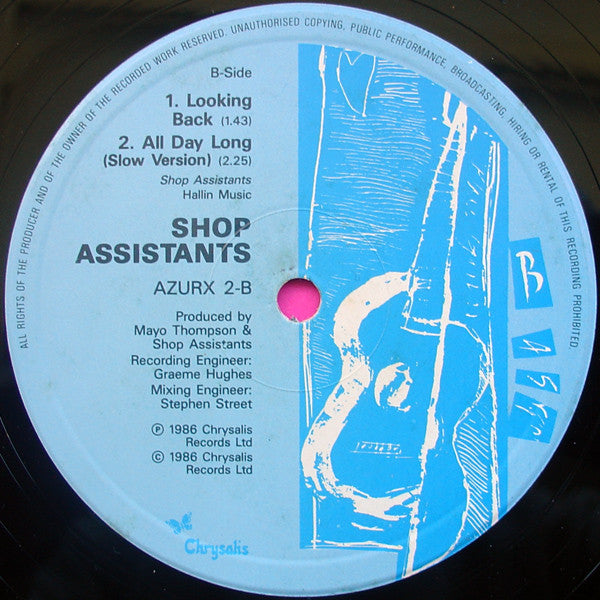 ALL RIGHTS OF THE PRODUCER AND OF THE OWNER OF THE RECORDED WORK RESERVED. UNAUTHORISED COPYING, PUBLIC PERFORMANCE, BROADCASTING, HIRING OR RENTAL OF THIS RECORDING PROHIBITED.
B-Side
1. Looking
Back (1.43)
2. All Day Long
(Slow Version) (2.25)
Shop Assistants
Hallin Music
SHOP
ASSISTANTS
AZURX 2-B
Produced by
Mayo Thompson &
Shop Assistants
Recording Engineer:
Graeme Hughes
Mixing Engineer:
Stephen Street
℗ 1986 Chrysalis
Records Ltd
© 1986 Chrysalis
Records Ltd
Chrysalis
B